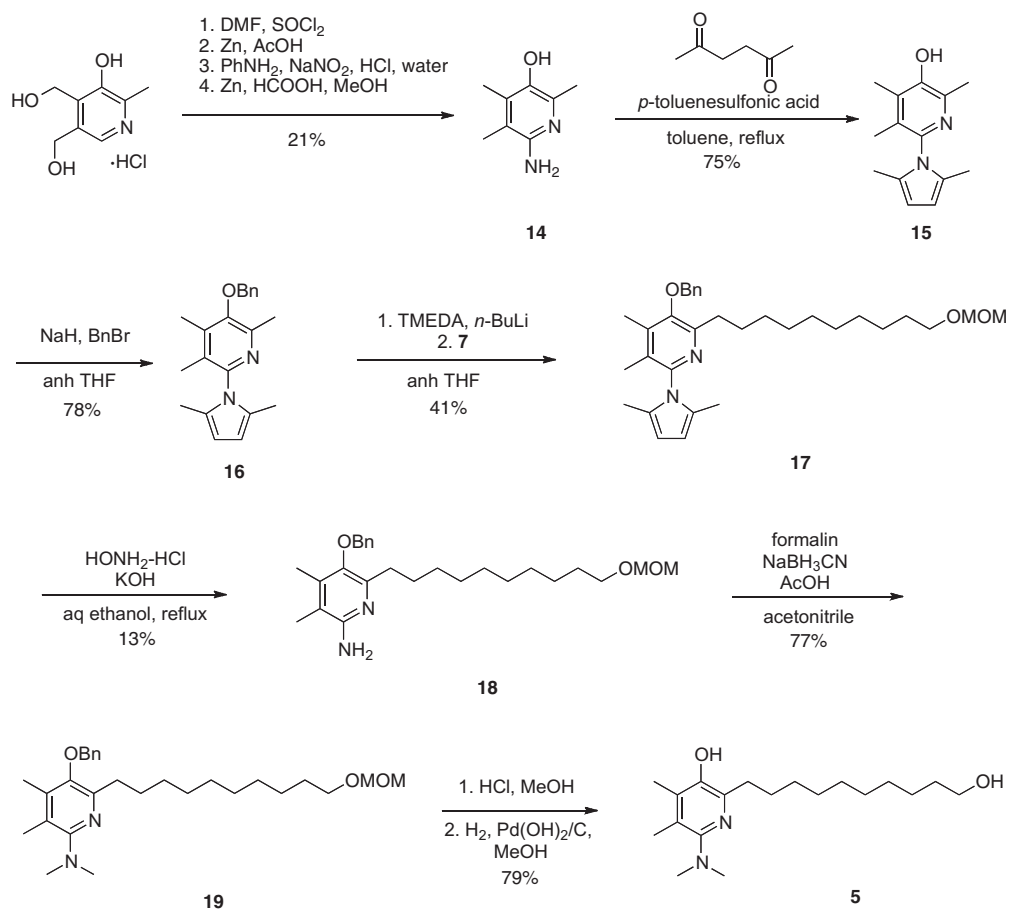 OH
HO
N
OH
·HCl
1. DMF, SOCl2
2. Zn, AcOH
3. PhNH2, NaNO2, HCl, water
4. Zn, HCOOH, MeOH
21%
OH
N
NH2
14
O
O
p-toluenesulfonic acid
toluene, reflux
75%
OH
N
N
15
NaH, BnBr
anh THF
78%
OBn
N
N
16
1. TMEDA, n-BuLi
2. 7
anh THF
41%
OBn
OMOM
N
N
17
HONH2-HCl
KOH
aq ethanol, reflux
13%
OBn
OMOM
N
NH2
18
formalin
NaBH3CN
AcOH
acetonitrile
77%
OBn
OMOM
N
N
19
1. HCl, MeOH
2. H2, Pd(OH)2/C,
MeOH
79%
OH
OH
N
N
5